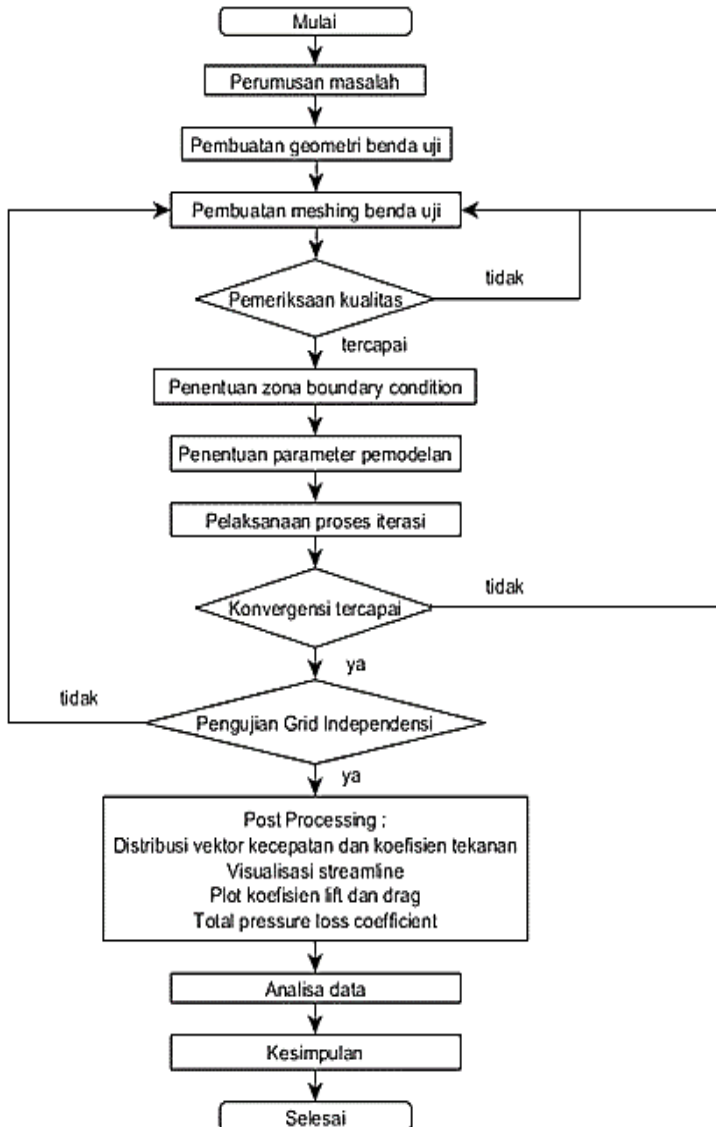 Mulai
Perumusan masalah
Pembuatan geometri benda uji
Pembuatan meshing benda uji
Pemeriksaan kualitas
tidak
tercapai
Penentuan zona boundary condition
Penentuan parameter pemodelan
Pelaksanaan proses iterasi
Konvergensi tercapai
tidak
ya
Pengujian Grid Independensi
tidak
ya
Post Processing :
Distribusi vektor kecepatan dan koefisien tekanan
Visualisasi streamline
Plot koefisien lift dan drag
Total pressure loss coefficient
Analisa data
Kesimpulan
Selesai